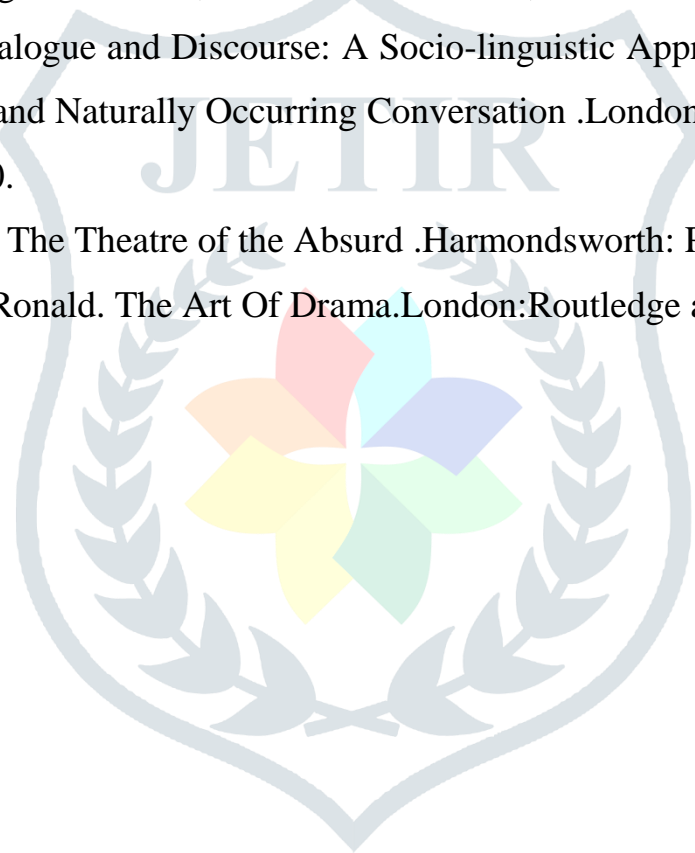 alogue and Discourse: A Socio-linguistic Appr
and Naturally Occurring Conversation .London
).
The Theatre of the Absurd .Harmondsworth:
Ronald. The Art Of Drama.London:Routledge
JETIR